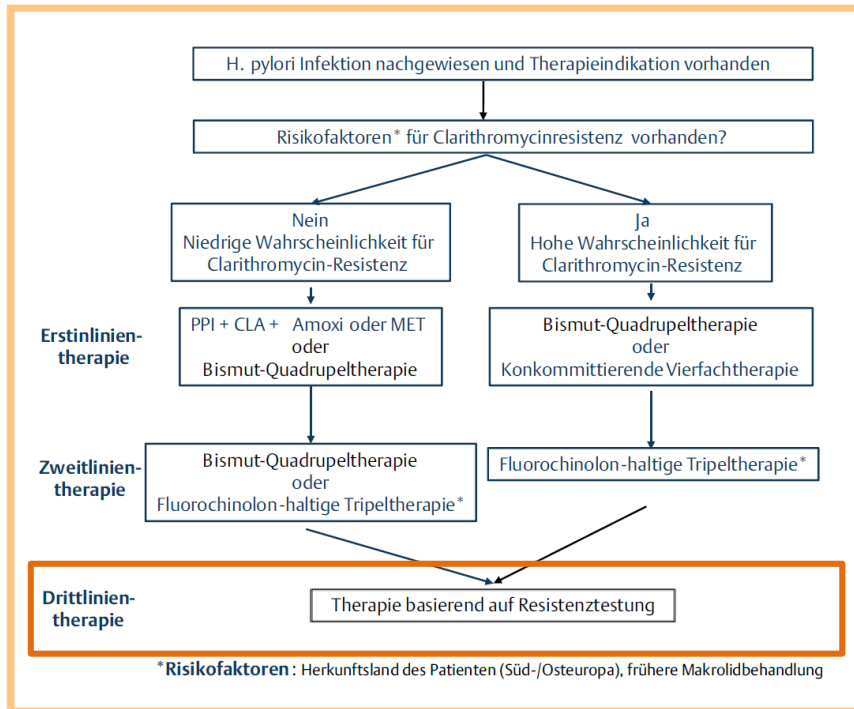 H. pylori Infektion nachgewiesen und Therapieindikation vorhanden
Risikofaktoren* für Clarithromycinresistenz vorhanden?
Nein
Niedrige Wahrscheinlichkeit für
Clarithromycin-Resistenz
Ja
Hohe Wahrscheinlichkeit für
Clarithromycin-Resistenz
Erstlinien-
therapie
PPI + CLA + Amoxi oder MET
oder
Bismut-Quadrupeltherapie
Bismut-Quadrupeltherapie
oder
Konkommittierende Vierfachtherapie
Zweitlinien-
therapie
Bismut-Quadrupeltherapie
oder
Fluorochinolon-haltige Tripeltherapie*
Fluorochinolon-haltige Tripeltherapie*
Drittlinien-
therapie
Therapie basierend auf Resistenztestung
*Risikofaktoren: Herkunftsland des Patienten (Süd-/Osteuropa), frühere Makrolidbehandlung